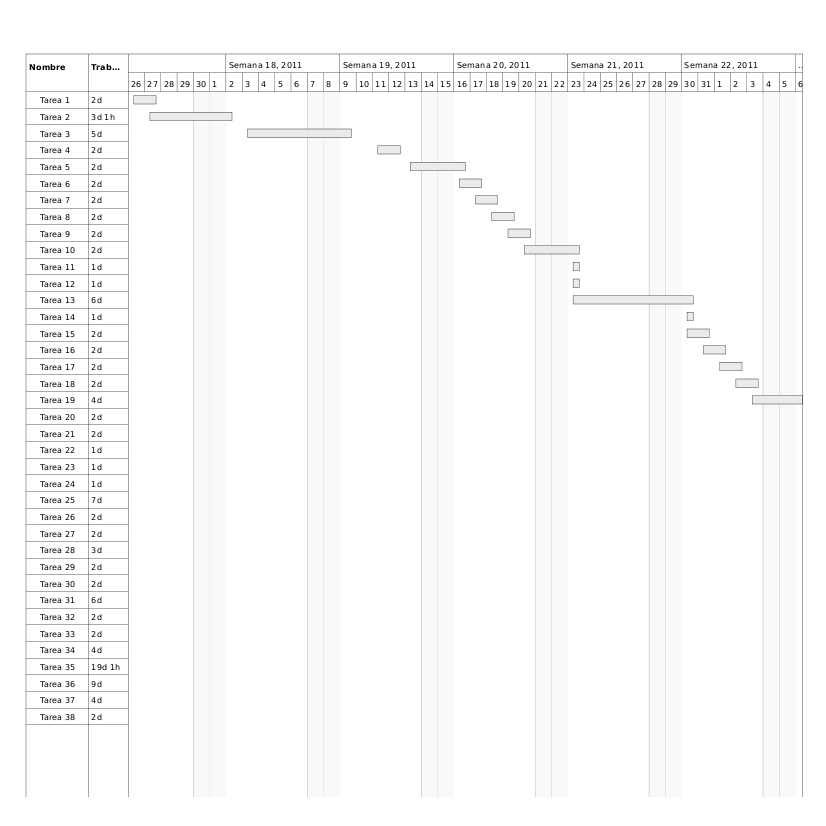 Nombre Trab... Semana 18, 2011 Semana 19, 2011 Semana 20, 2011 Semana 21, 2011 Semana 22, 2011 ..
26 27 28 29 30 1 2 3 4 5 6 7 8 9 10 11 12 13 14 15 16 17 18 19 20 21 22 23 24 25 26 27 28 29 30 31 1 2 3 4 5 6
Tarea 1 2d
Tarea 2 3d 1h
Tarea 3 5d
Tarea 4 2d
Tarea 5 2d
Tarea 6 2d
Tarea 7 2d
Tarea 8 2d
Tarea 9 2d
Tarea 10 2d
Tarea 11 1d
Tarea 12 1d
Tarea 13 6d
Tarea 14 1d
Tarea 15 2d
Tarea 16 2d
Tarea 17 2d
Tarea 18 2d
Tarea 19 4d
Tarea 20 2d
Tarea 21 2d
Tarea 22 1d
Tarea 23 1d
Tarea 24 1d
Tarea 25 7d
Tarea 26 2d
Tarea 27 2d
Tarea 28 3d
Tarea 29 2d
Tarea 30 2d
Tarea 31 6d
Tarea 32 2d
Tarea 33 2d
Tarea 34 4d
Tarea 35 19d 1h
Tarea 36 9d
Tarea 37 4d
Tarea 38 2d